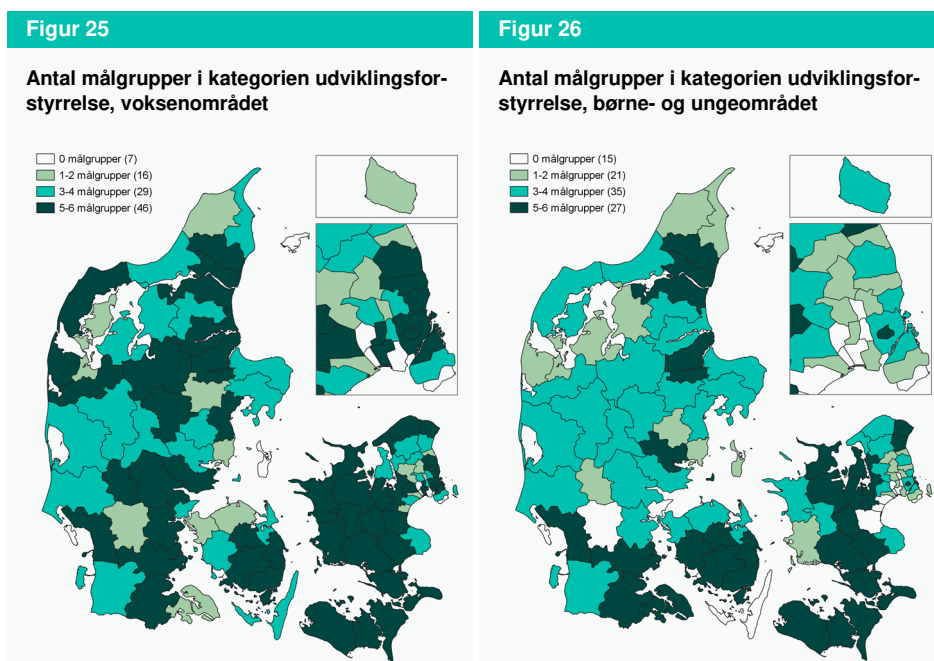 Figur 25
Antal målgrupper i kategorien udviklingsfor-
styrrelse, voksenområdet
0 målgrupper (7)
1-2 målgrupper (16)
3-4 målgrupper (29)
5-6 målgrupper (46)
Figur 26
Antal målgrupper i kategorien udviklingsfor-
styrrelse, børne- og ungeområdet
0 målgrupper (15)
1-2 målgrupper (21)
3-4 målgrupper (35)
5-6 målgrupper (27)